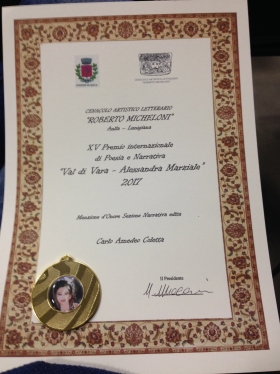 CENACOLO ARTISTICO LETTERARIO
"ROBERTO MICHELONI"
Aulla - Lunigiana
XV Premio internazionale
di Poesia e Narrativa
"Val di Vara - Alessandra Marziale"
2017
Menzione d'Onore Sezione Narrativa edita
Carlo Amedeo Coletta
Il Presidente